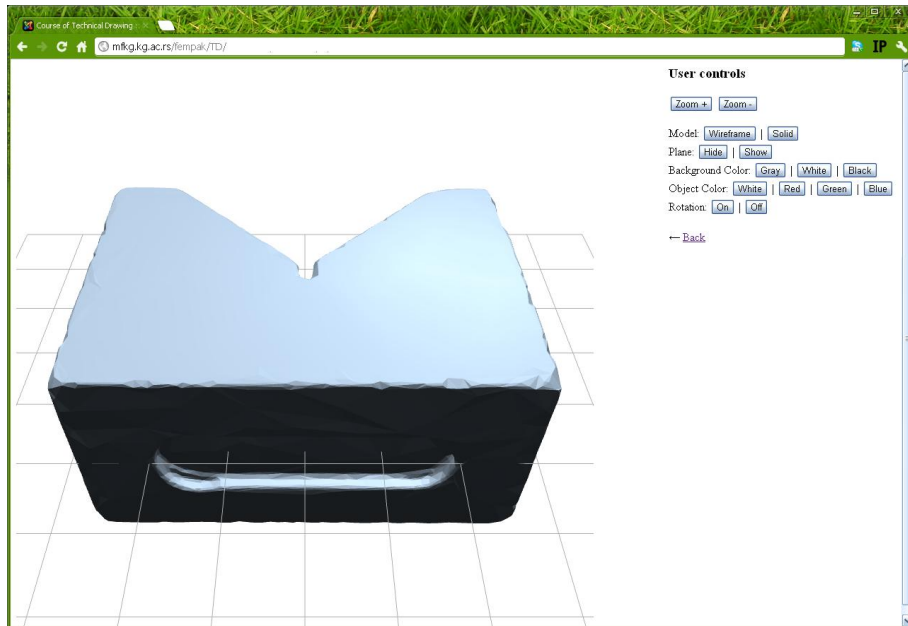 Course of Technical Drawing :
mfkg.kg.ac.rs/fempak/TD/
IP
User controls
Zoom + Zoom -
Model: Wireframe | Solid
Plane: Hide | Show
Background Color: Gray | White | Black
Object Color: White | Red | Green | Blue
Rotation: On | Off
← Back